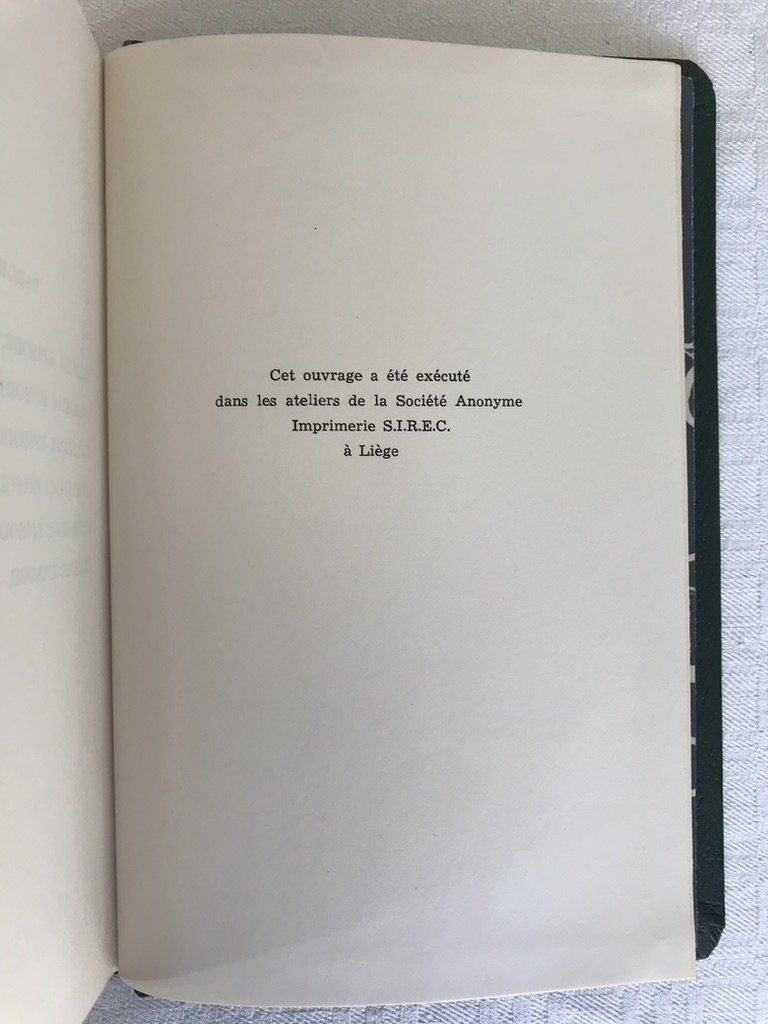 Cet ouvrage a été exécuté
dans les ateliers de la Société Anonyme
Imprimerie S.I.R.E.C.
à Liège